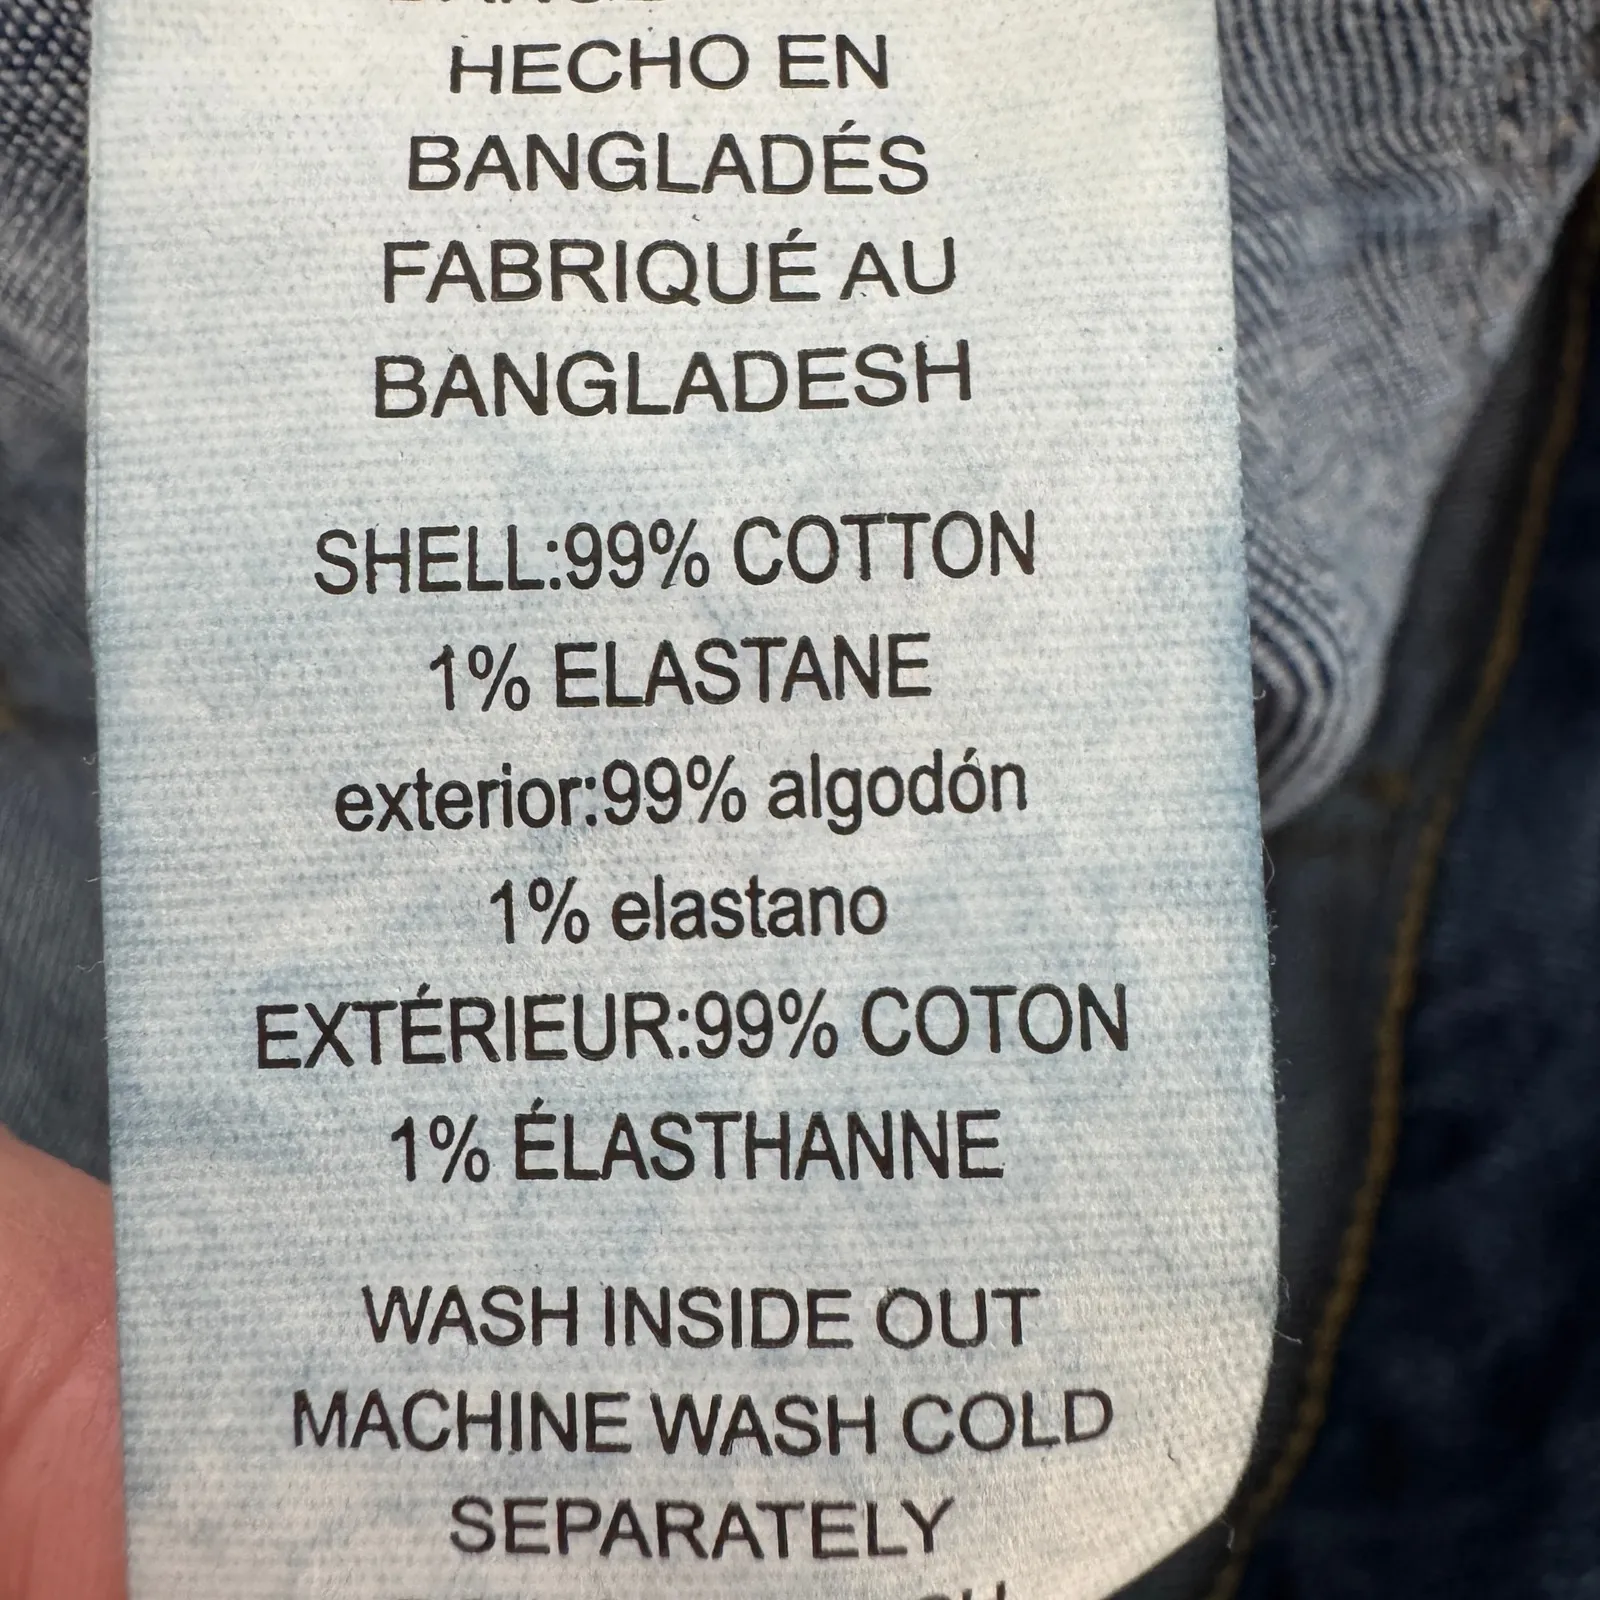 HECHO EN
BANGLADÉS
FABRIQUÉ AU
BANGLADESH
SHELL:99% COTTON
1% ELASTANE
exterior:99% algodón
1% elastano
EXTÉRIEUR:99% COTON
1% ÉLASTHANNE
WASH INSIDE OUT
MACHINE WASH COLD
SEPARATELY